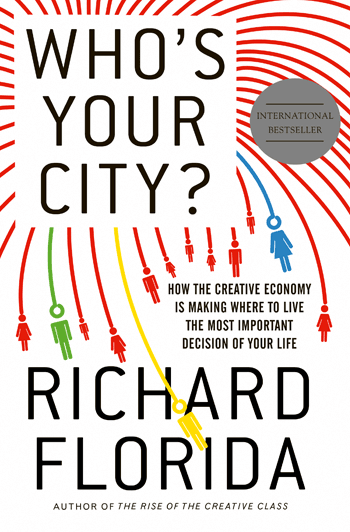 WHO'S
YOUR
CITY?
INTERNATIONAL
BESTSELLER
HOW THE CREATIVE ECONOMY
IS MAKING WHERE TO LIVE
THE MOST IMPORTANT
DECISION OF YOUR LIFE
RICHARD
FLORIDA
AUTHOR OF THE RISE OF THE CREATIVE CLASS